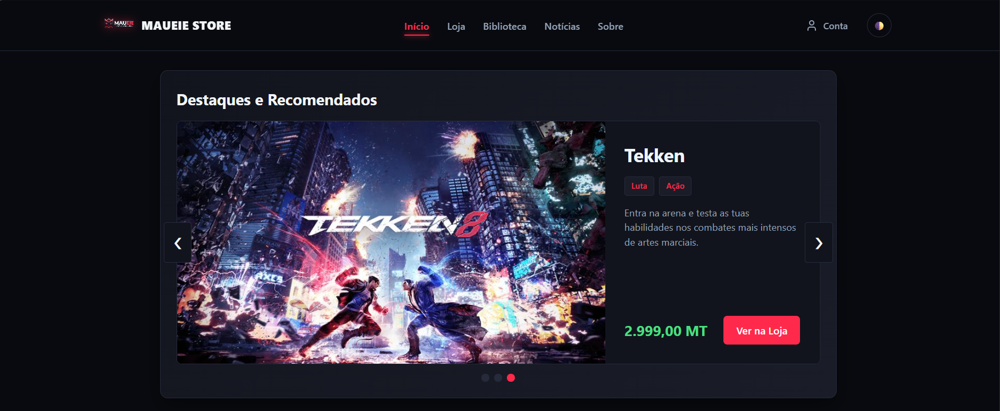 MAUEIE
MAUEIE STORE
Início
Loja
Biblioteca
Notícias
Sobre
Conta
Destaques e Recomendados
TEKKEN 8
AXIS
Tekken
Luta
Ação
Entra na arena e testa as tuas
habilidades nos combates mais intensos
de artes marciais.
2.999,00 MT
Ver na Loja